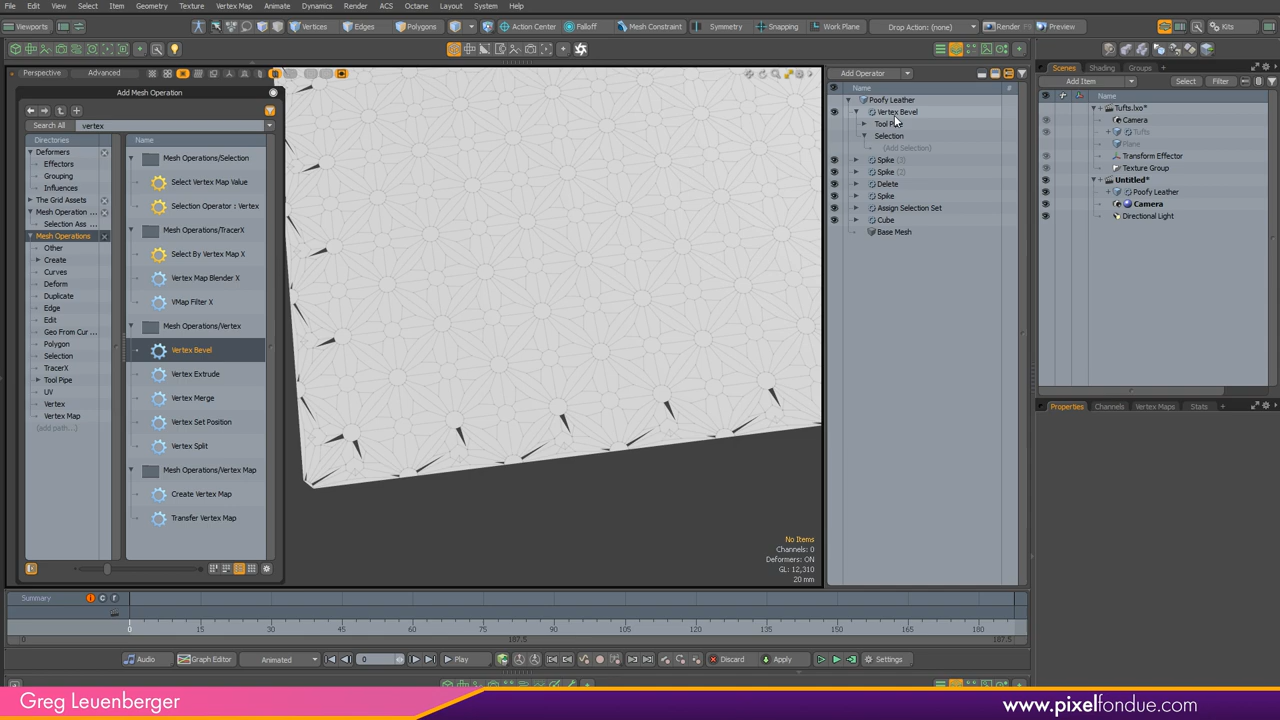 File Edit View Select Item Geometry Texture Vertex Map Animate Dynamics Render ACS Octane Layout System Help
Viewports Vertices Edges Polygons Action Center Falloff Mesh Constraint Symmetry Snapping Work Plane Drop Action: (none) Render Preview Kits
Perspective Advanced
Add Mesh Operation
Search All vertex
Directories
Deformers
Effectors
Grouping
Influences
The Grid Assets
Mesh Operation ...
Selection Ass ...
Mesh Operations
Other
Create
Curves
Deform
Duplicate
Edge
Edit
Geo From Cur ...
Polygon
Selection
TracerX
Tool Pipe
UV
Vertex
Vertex Map
(add path...)
Name
Mesh Operations/Selection
Select Vertex Map Value
Selection Operator : Vertex
Mesh Operations/TracerX
Select By Vertex Map X
Vertex Map Blender X
VMap Filter X
Mesh Operations/Vertex
Vertex Bevel
Vertex Extrude
Vertex Merge
Vertex Set Position
Vertex Split
Mesh Operations/Vertex Map
Create Vertex Map
Transfer Vertex Map
No Items
Channels: 0
Deformers: ON
GL: 12,310
20 mm
Add Operator
Name #
Poofy Leather
Vertex Bevel
Selection
(Add Selection)
Spike (3)
Spike (2)
Delete
Spike
Assign Selection Set
Cube
Base Mesh
Scenes Shading Groups
Add Item Select Filter
Name
Tufts.lxo*
Camera
Tufts
Plane
Transform Effector
Texture Group
Untitled*
Poofy Leather
Camera
Directional Light
Properties Channels Vertex Maps Stats
Summary
0 15 30 45 60 75 90 105 120 135 150 165 180
0 187.5 187.5
Audio Graph Editor Animated 0 Play Discard Apply Settings
Greg Leuenberger
www.pixelfondue.com